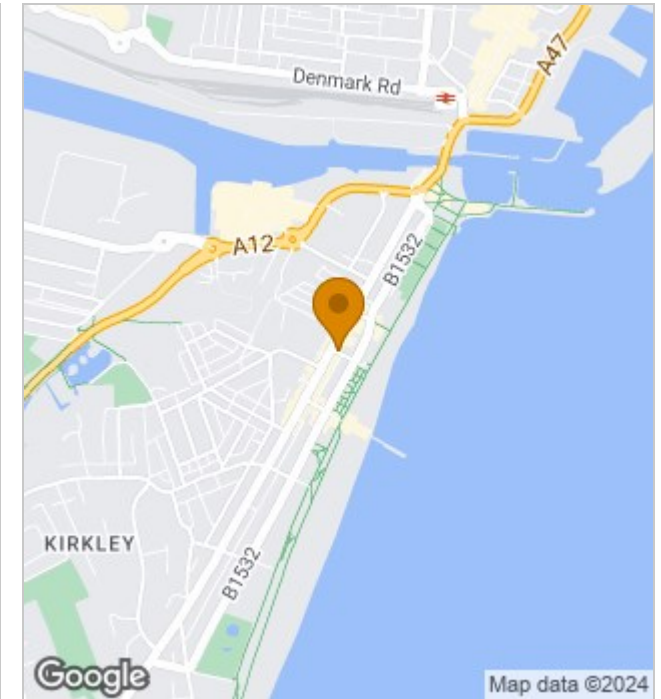 A47
Denmark Rd
A12
B1532
KIRKLEY
B1532
Google
Map data ©2024